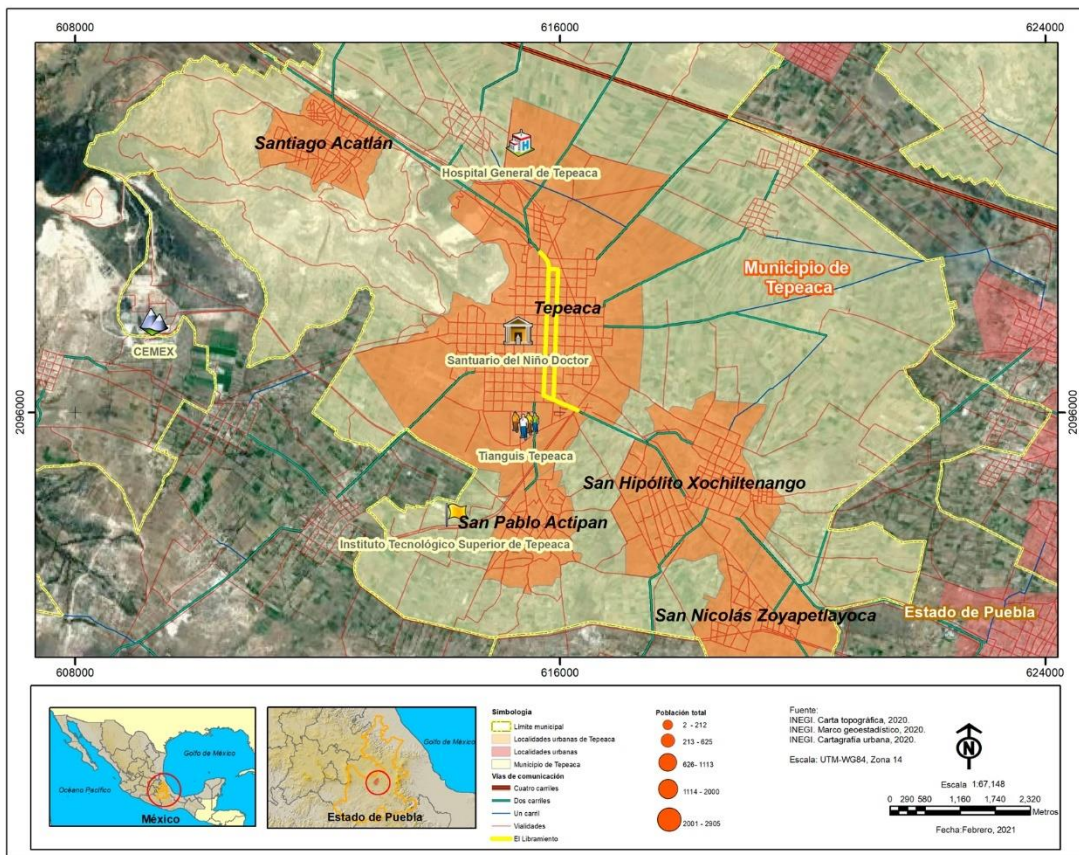 608000
616000
624000
Santiago Acatlán
Hospital General de Tepeaca
Municipio de
Tepeaca
Tepeaca
CEMEX
Santuario del Niño Doctor
2096000
2096000
Tianguis Tepeaca
San Hipólito Xochiltenango
San Pablo Actipan
Instituto Tecnológico Superior de Tepeaca
San Nicolás Zoyapetlayoca
Estado de Puebla
608000
616000
624000
Golfo de México
Océano Pacífico
México
Golfo de México
Estado de Puebla
Simbología
Límite municipal
Localidades urbanas de Tepeaca
Localidades urbanas
Municipio de Tepeaca
Vías de comunicación
Cuatro carriles
Dos carriles
Un carril
Vialidades
El Libramiento
Población total
2 - 212
213 - 625
626- 1113
1114 - 2000
2001 - 2905
Fuente:
INEGI. Carta topográfica, 2020.
INEGI. Marco geoestadístico, 2020.
INEGI. Cartografía urbana, 2020.
Escala: UTM-WG84, Zona 14
N
Escala 1:67,148
0 290 580 1,160 1,740 2,320
Metros
Fecha:Febrero, 2021